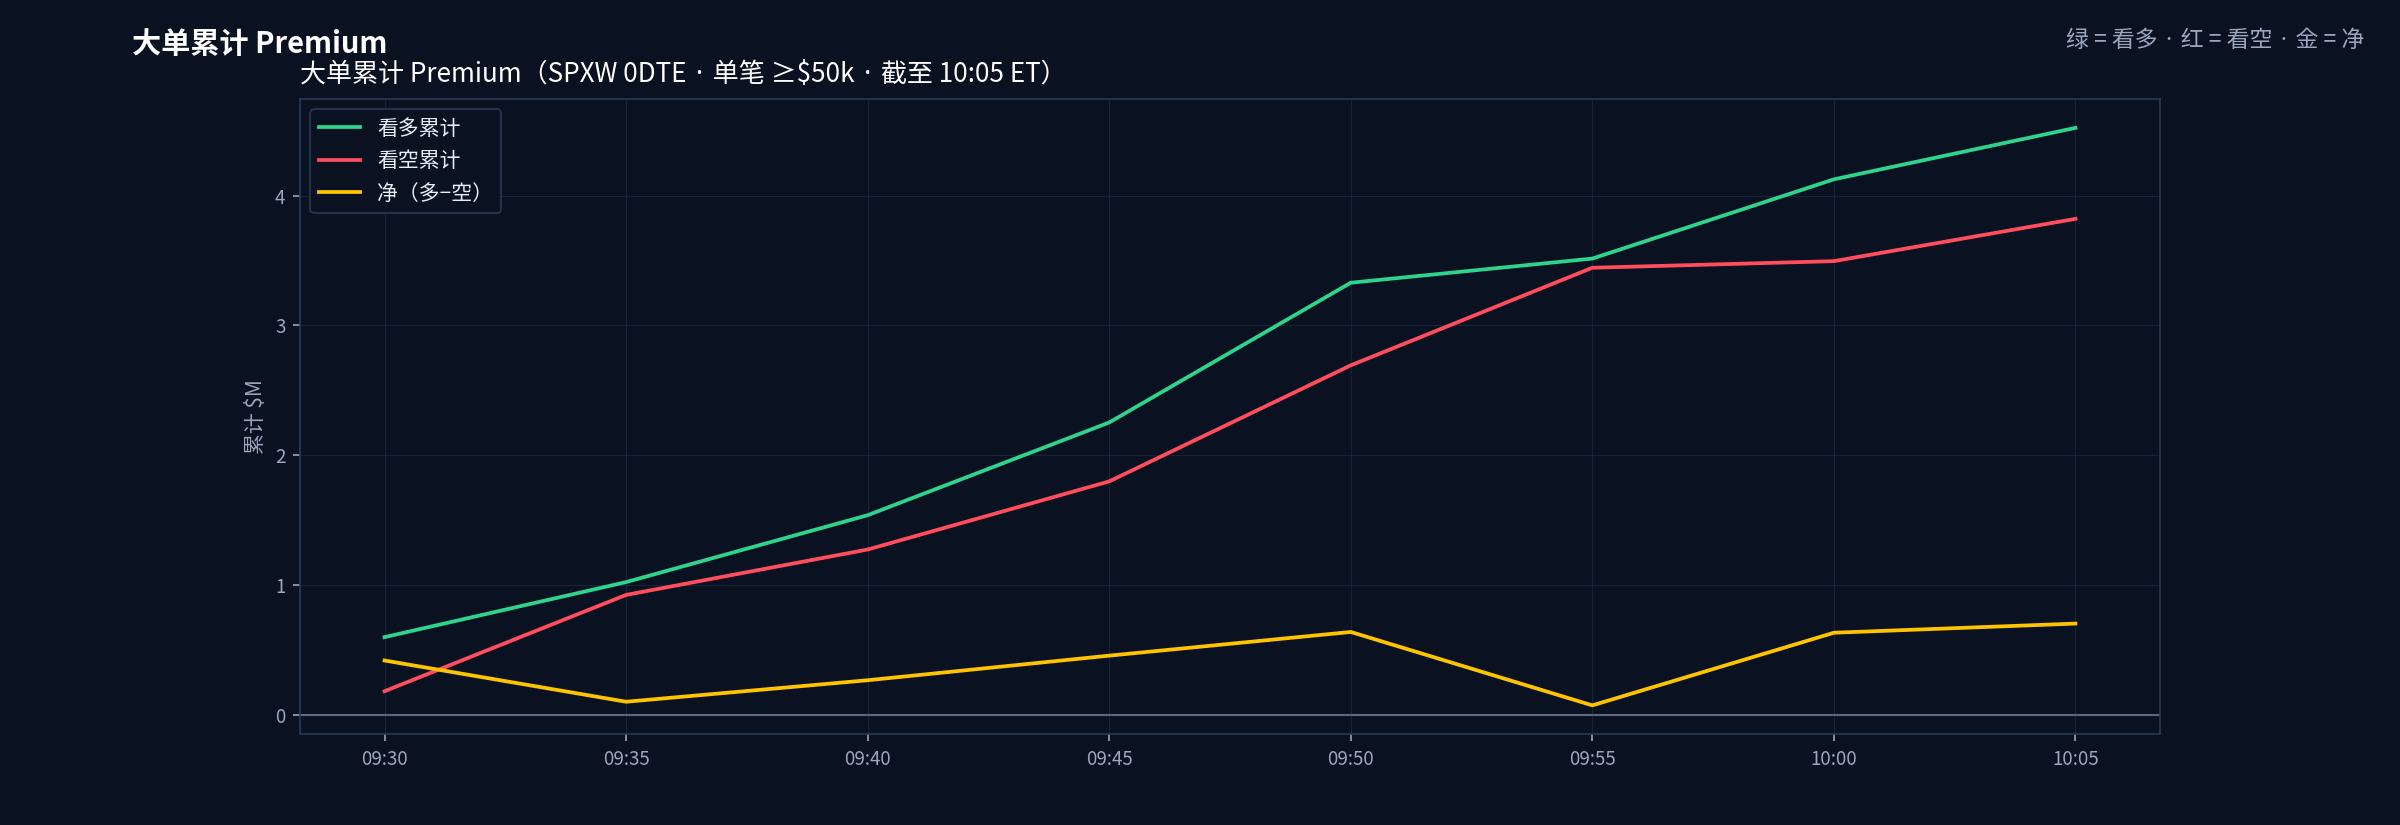 大单累计 Premium
绿 = 看多 · 红 = 看空 · 金 = 净
大单累计 Premium（SPXW 0DTE · 单笔 ≥$50k · 截至 10:05 ET）
看多累计
看空累计
净（多−空）
累计 $M
4
3
2
1
0
09:30 09:35 09:40 09:45 09:50 09:55 10:00 10:05